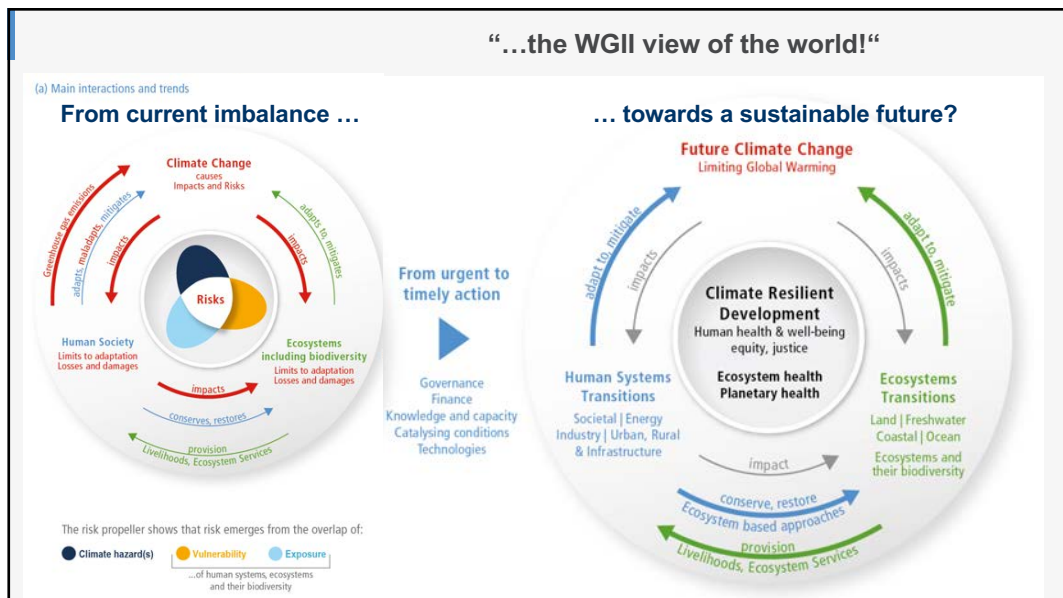 “…the WGII view of the world!“
(a) Main interactions and trends
From current imbalance …
Climate Change
causes
Impacts and Risks
Greenhouse gas emissions
adapts, maladapts, mitigates
impacts
impacts
adapts to, mitigates
Risks
Human Society
Limits to adaptation
Losses and damages
Ecosystems
including biodiversity
Limits to adaptation
Losses and damages
impacts
conserves, restores
provision
Livelihoods, Ecosystem Services
The risk propeller shows that risk emerges from the overlap of:
Climate hazard(s)
Vulnerability
Exposure
...of human systems, ecosystems
and their biodiversity
From urgent to
timely action
Governance
Finance
Knowledge and capacity
Catalysing conditions
Technologies
… towards a sustainable future?
Future Climate Change
Limiting Global Warming
adapt to, mitigate
impacts
impacts
adapt to, mitigate
Climate Resilient
Development
Human health & well-being
equity, justice
Ecosystem health
Planetary health
Human Systems
Transitions
Societal | Energy
Industry | Urban, Rural
& Infrastructure
Ecosystems
Transitions
Land | Freshwater
Coastal | Ocean
Ecosystems and
their biodiversity
impact
conserve, restore
Ecosystem based approaches
provision
Livelihoods, Ecosystem Services